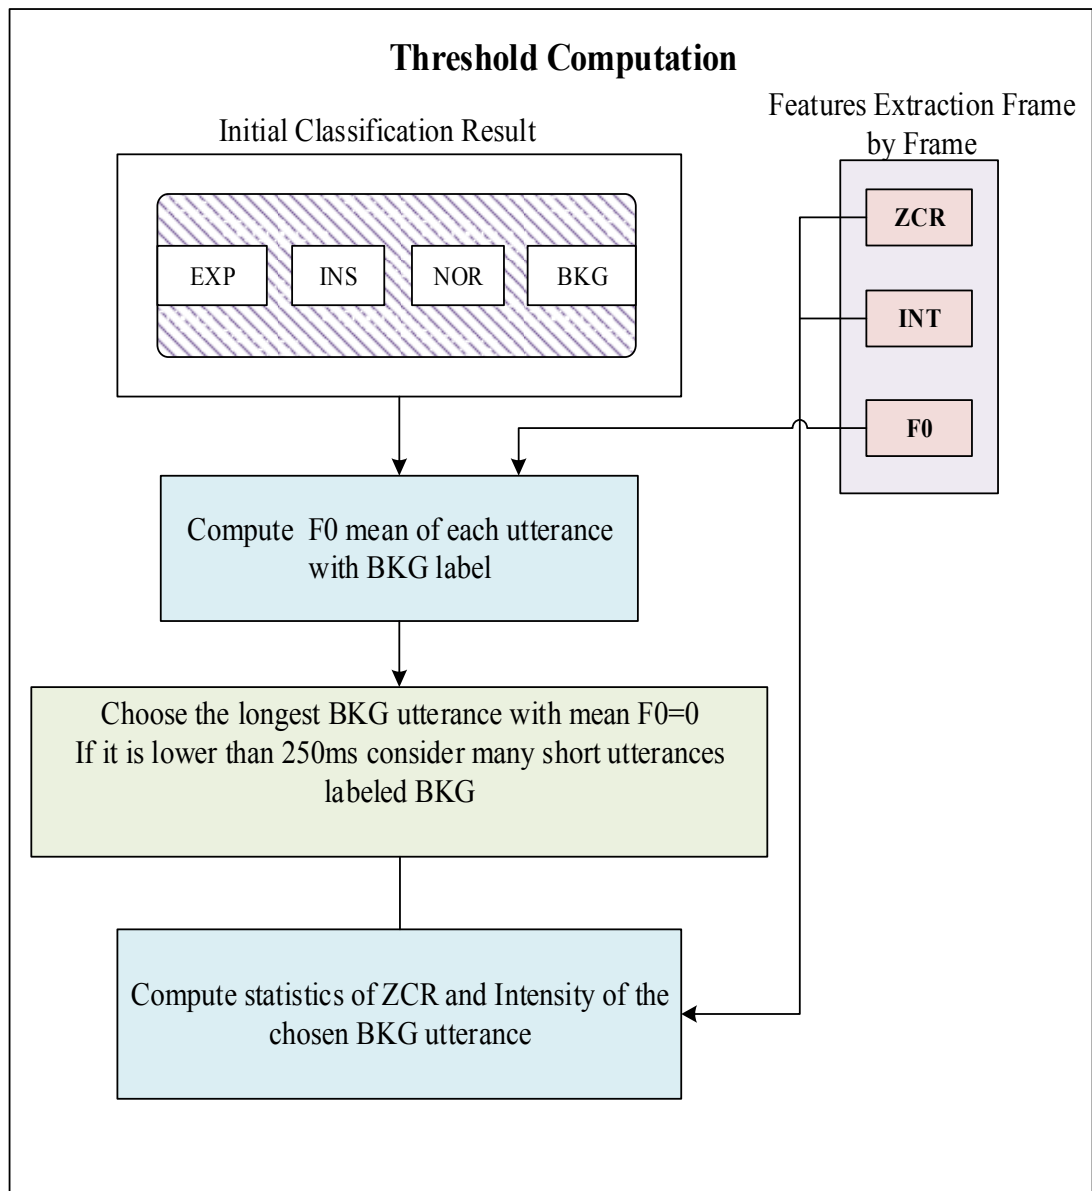 Threshold Computation
Features Extraction Frame
by Frame
Initial Classification Result
ZCR
EXP
INS
NOR
BKG
INT
F0
Compute F0 mean of each utterance
with BKG label
Choose the longest BKG utterance with mean F0=0
If it is lower than 250ms consider many short utterances
labeled BKG
Compute statistics of ZCR and Intensity of the
chosen BKG utterance